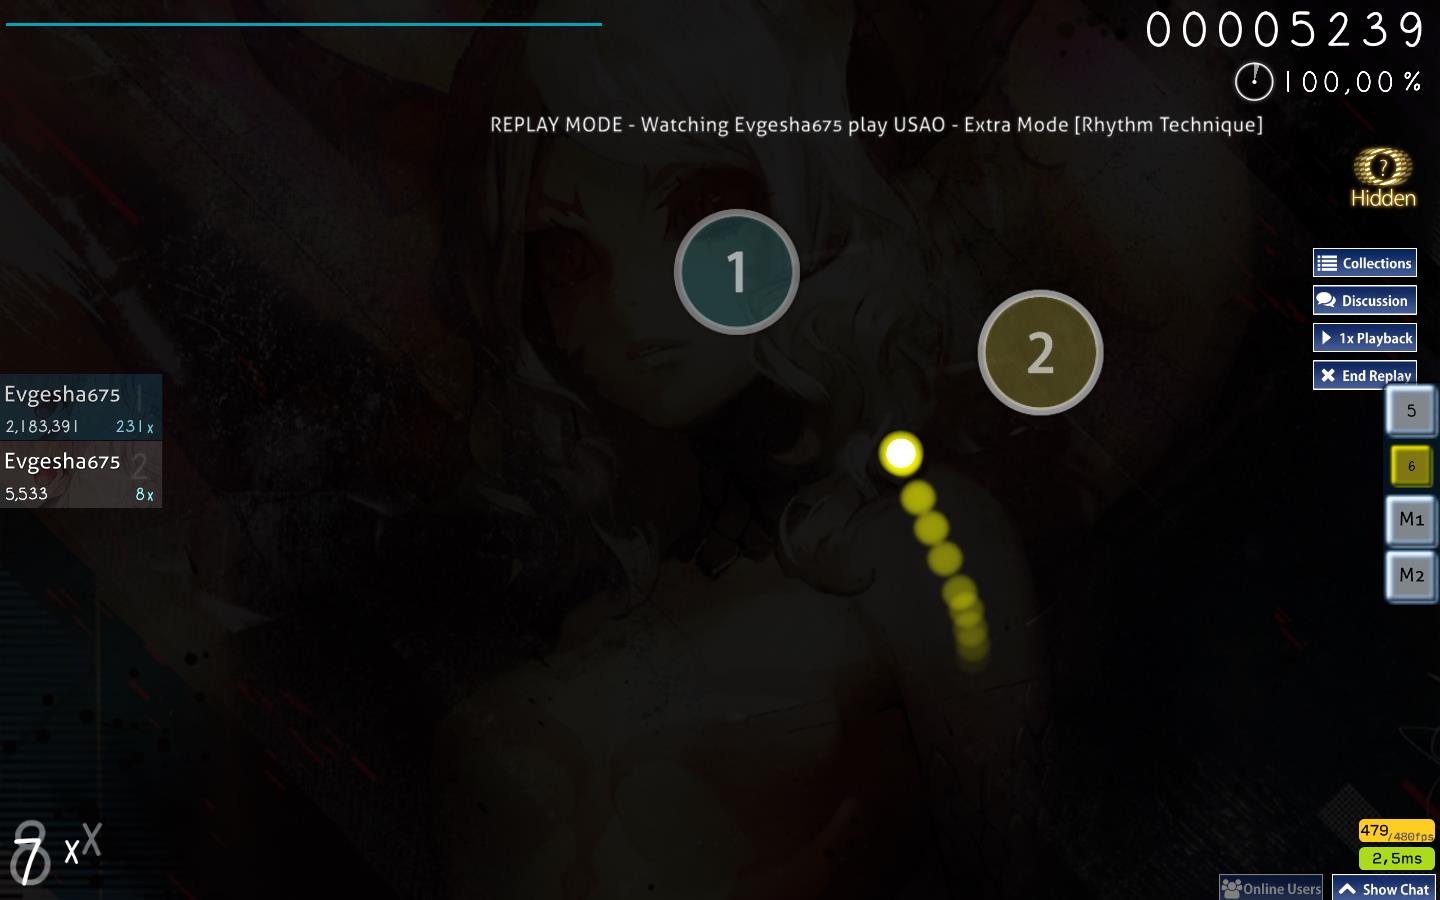 00005239
100,00%
REPLAY MODE - Watching Evgesha675 play USAO - Extra Mode [Rhythm Technique]
?
Hidden
1
2
Collections
Discussion
1x Playback
End Replay
Evgesha675 1
2,183,391 231x
Evgesha675 2
5,533 8x
5
6
M1
M2
8x
7x
479/480fps
2,5ms
Online Users
Show Chat